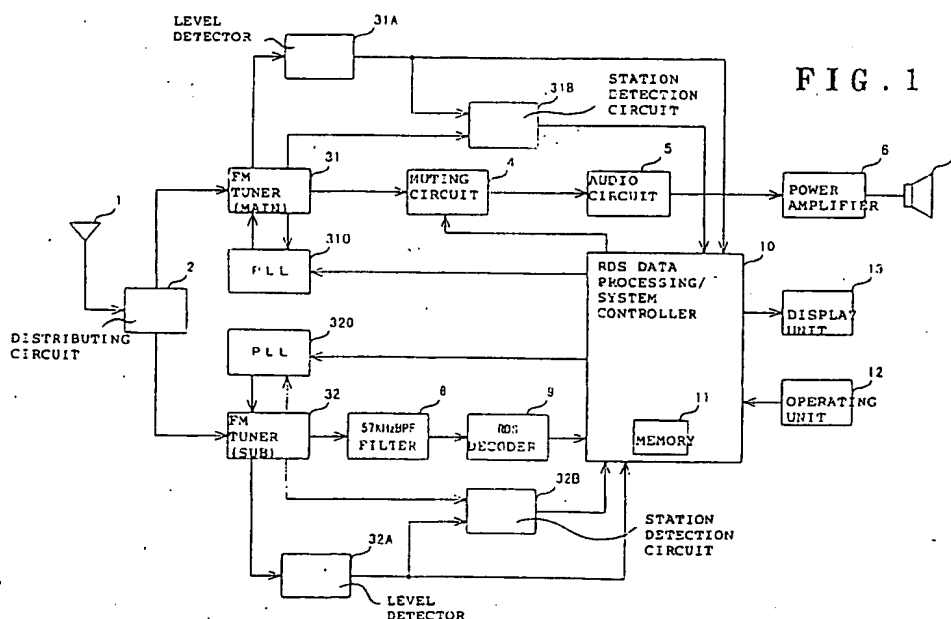 LEVEL
DETECTOR
31A
31B
STATION
DETECTION
CIRCUIT
FIG. 1
1
31
FM
TUNER
(MAIN)
4
MUTING
CIRCUIT
5
AUDIO
CIRCUIT
6
POWER
AMPLIFIER
2
DISTRIBUTING
CIRCUIT
310
PLL
320
PLL
10
RDS DATA
PROCESSING/
SYSTEM
CONTROLLER
DISPLAY
UNIT
12
OPERATING
UNIT
11
MEMORY
32
FM
TUNER
(SUB)
8
57KHzBPF
FILTER
9
RDS
DECODER
32B
STATION
DETECTION
CIRCUIT
32A
LEVEL
DETECTOR